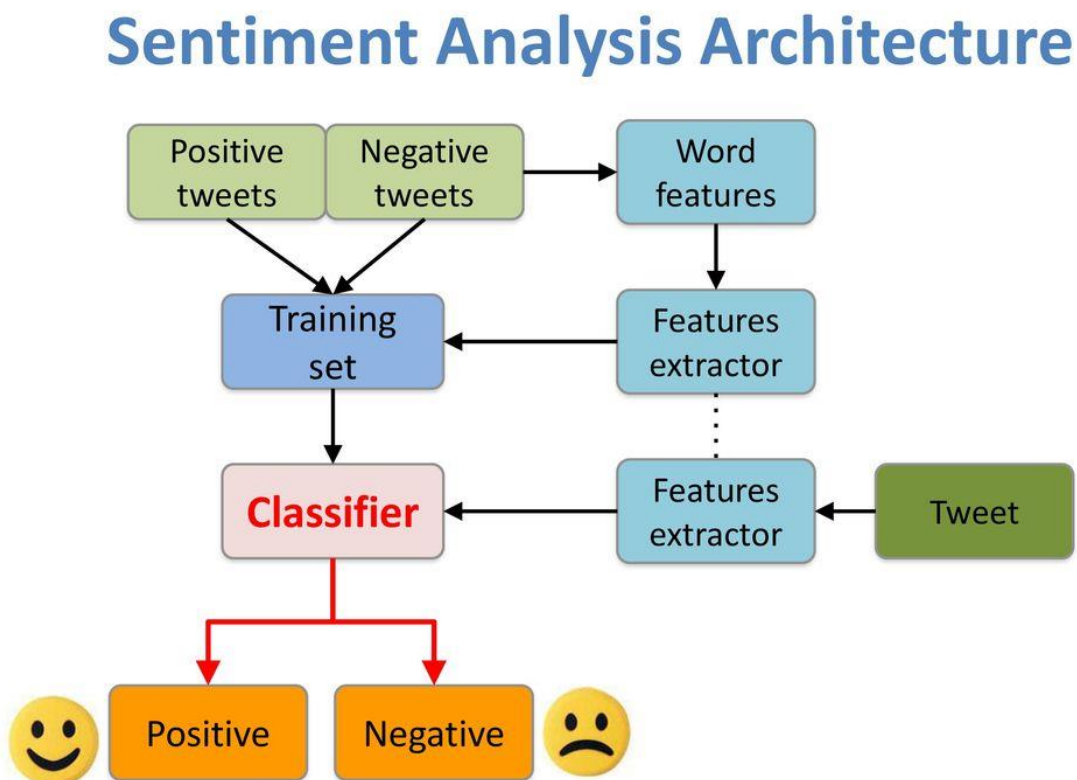 Sentiment Analysis Architecture
Positive
tweets
Negative
tweets
Word
features
Training
set
Features
extractor
Classifier
Features
extractor
Tweet
Positive
Negative